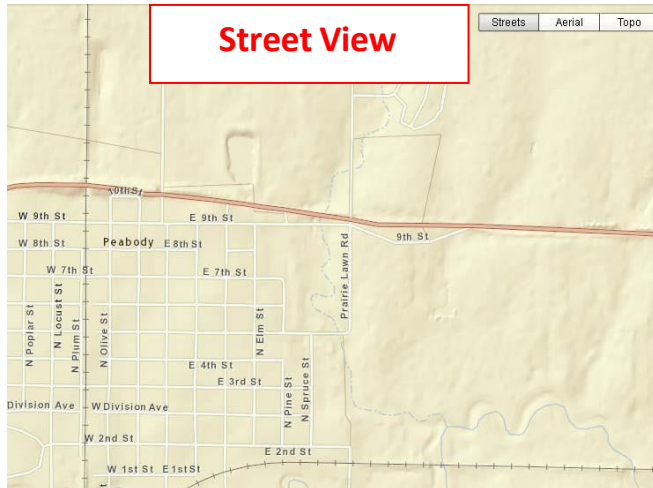 Street View
Streets Aerial Topo
10th St
W 9th St E 9th St
9th St
W 8th St Peabody E 8th St
W 7th St E 7th St
Prairie Lawn Rd
N Poplar St
N Locust St
N Plum St
N Olive St
N Elm St
E 4th St
E 3rd St
N Pine St
N Spruce St
Division Ave W Division Ave
W 2nd St E 2nd St
W 1st St E 1st St